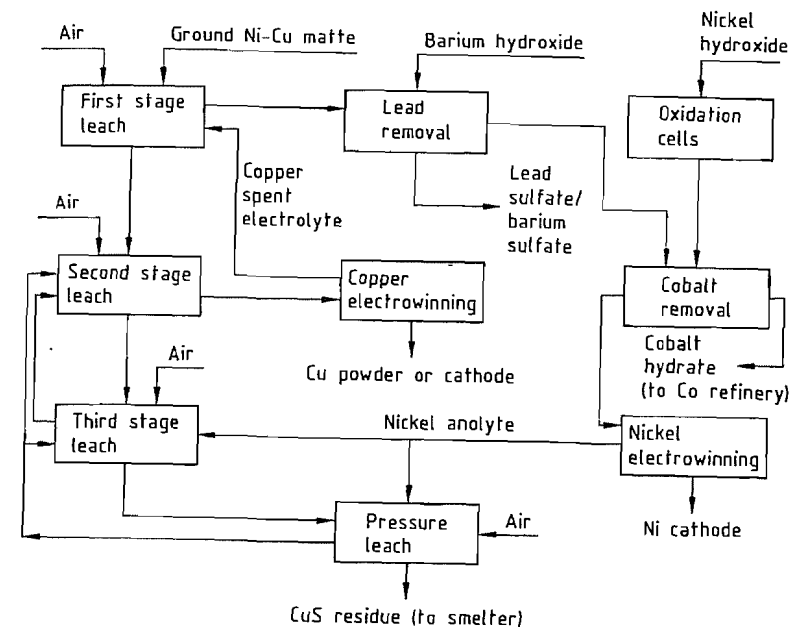 Air
Ground Ni-Cu matte
Barium hydroxide
Nickel
hydroxide
First stage
leach
Lead
removal
Oxidation
cells
Copper
spent
electrolyte
Lead
sulfate/
barium
sulfate
Air
Second stage
leach
Copper
electrowinning
Cobalt
removal
Cu powder or cathode
Cobalt
hydrate
(to Co refinery)
Air
Third stage
leach
Nickel anolyte
Nickel
electrowinning
Pressure
leach
Air
Ni cathode
CuS residue (to smelter)